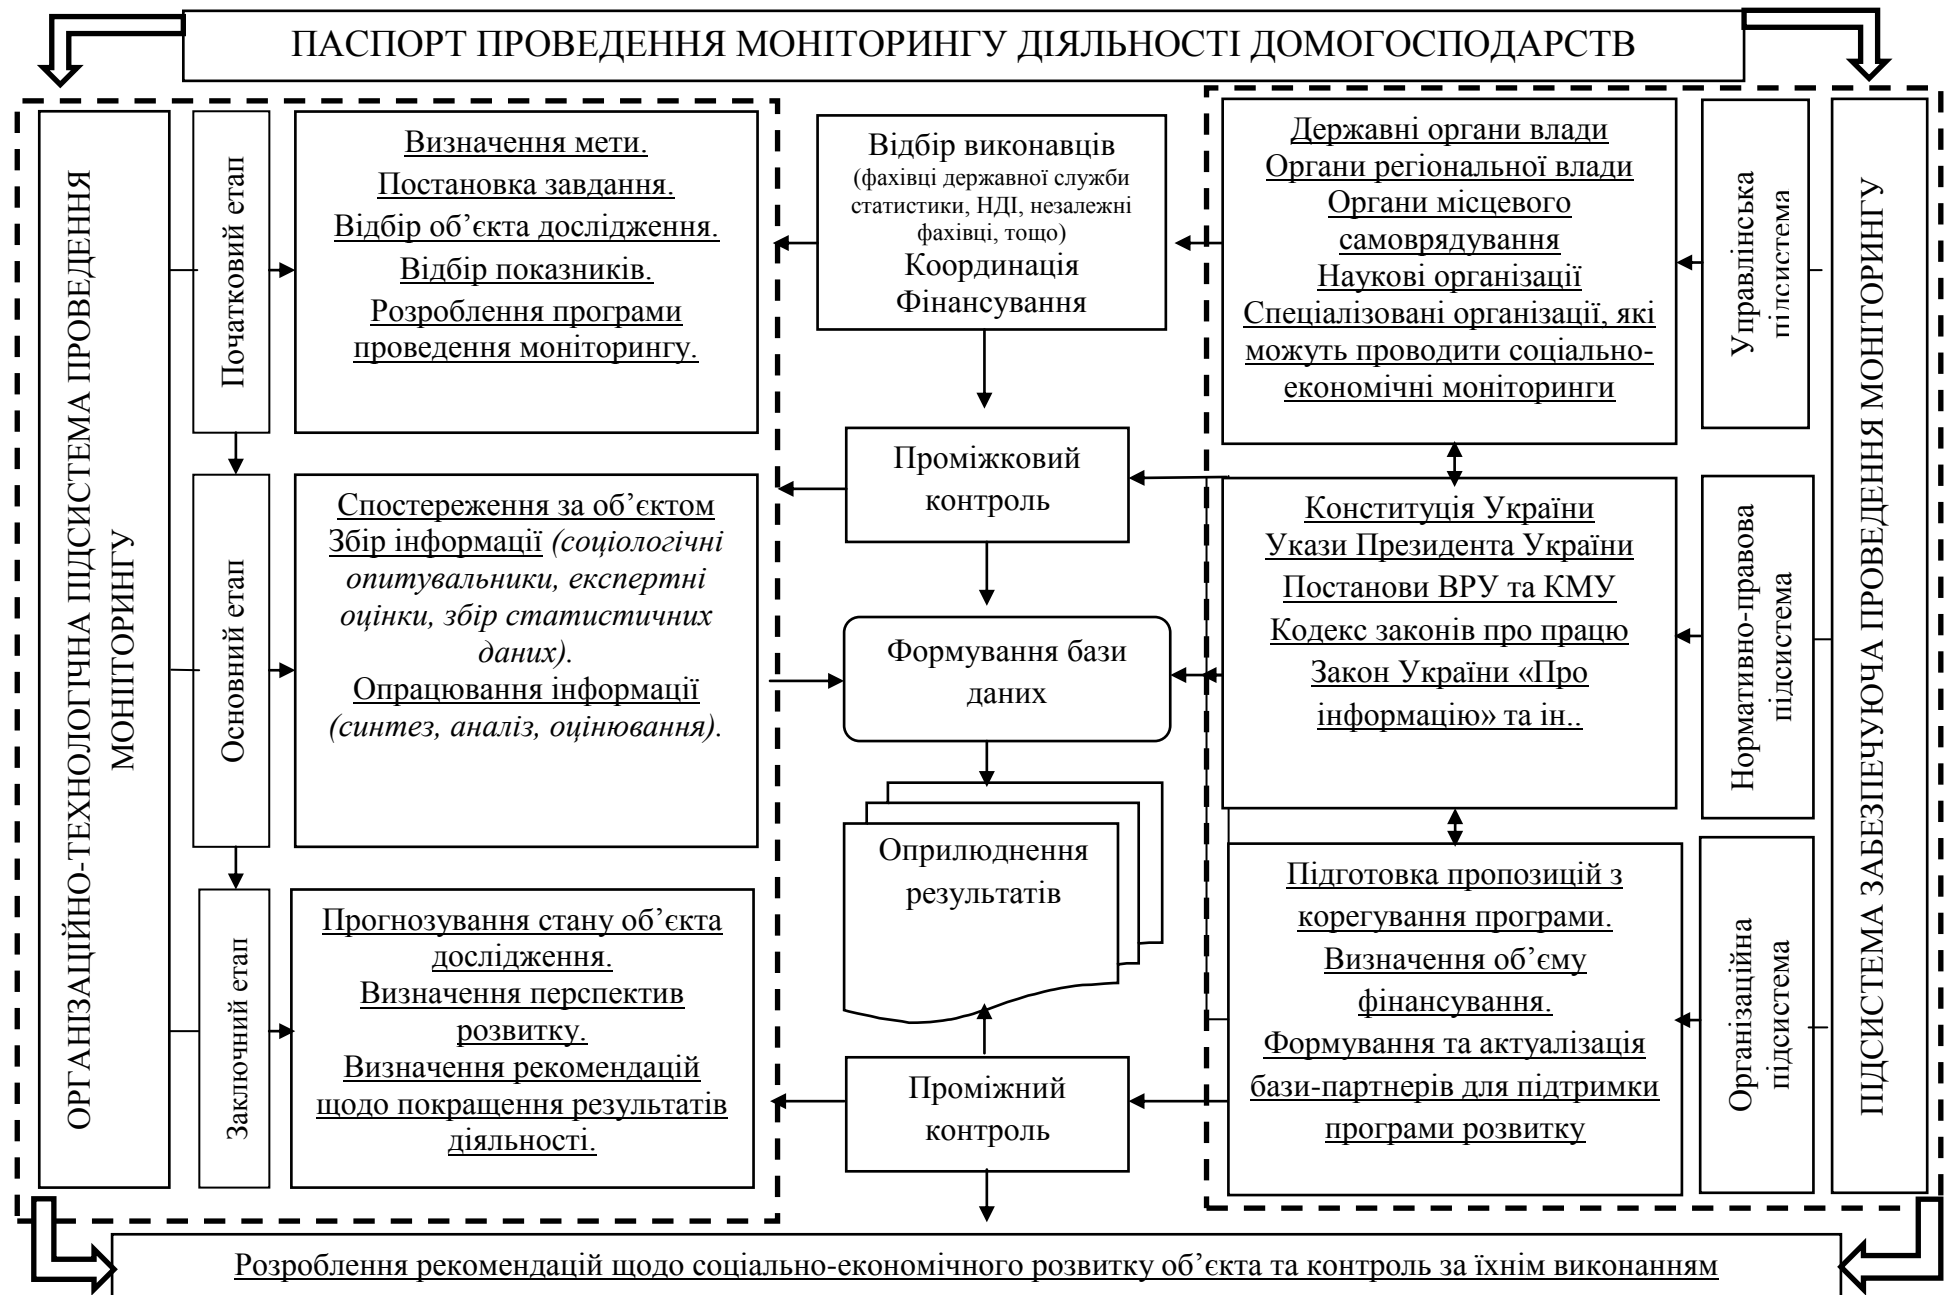 ПАСПОРТ ПРОВЕДЕННЯ МОНІТОРИНГУ ДІЯЛЬНОСТІ ДОМОГОСПОДАРСТВ
ОРГАНІЗАЦІЙНО-ТЕХНОЛОГІЧНА ПІДСИСТЕМА ПРОВЕДЕННЯ
МОНІТОРИНГУ
Початковий етап
Визначення мети.
Постановка завдання.
Відбір об’єкта дослідження.
Відбір показників.
Розроблення програми
проведення моніторингу.
Основний етап
Спостереження за об’єктом
Збір інформації (соціологічні
опитувальники, експертні
оцінки, збір статистичних
даних).
Опрацювання інформації
(синтез, аналіз, оцінювання).
Заключний етап
Прогнозування стану об’єкта
дослідження.
Визначення перспектив
розвитку.
Визначення рекомендацій
щодо покращення результатів
діяльності.
Відбір виконавців
(фахівці державної служби
статистики, НДІ, незалежні
фахівці, тощо)
Координація
Фінансування
Проміжковий
контроль
Формування бази
даних
Оприлюднення
результатів
Проміжний
контроль
Державні органи влади
Органи регіональної влади
Органи місцевого
самоврядування
Наукові організації
Спеціалізовані організації, які
можуть проводити соціально-
економічні моніторинги
Управлінська
підсистема
Конституція України
Укази Президента України
Постанови ВРУ та КМУ
Кодекс законів про працю
Закон України «Про
інформацію» та ін..
Нормативно-правова
підсистема
Підготовка пропозицій з
корегування програми.
Визначення об’єму
фінансування.
Формування та актуалізація
бази-партнерів для підтримки
програми розвитку
Організаційна
підсистема
ПІДСИСТЕМА ЗАБЕЗПЕЧУЮЧА ПРОВЕДЕННЯ МОНІТОРИНГУ
Розроблення рекомендацій щодо соціально-економічного розвитку об’єкта та контроль за їхнім виконанням